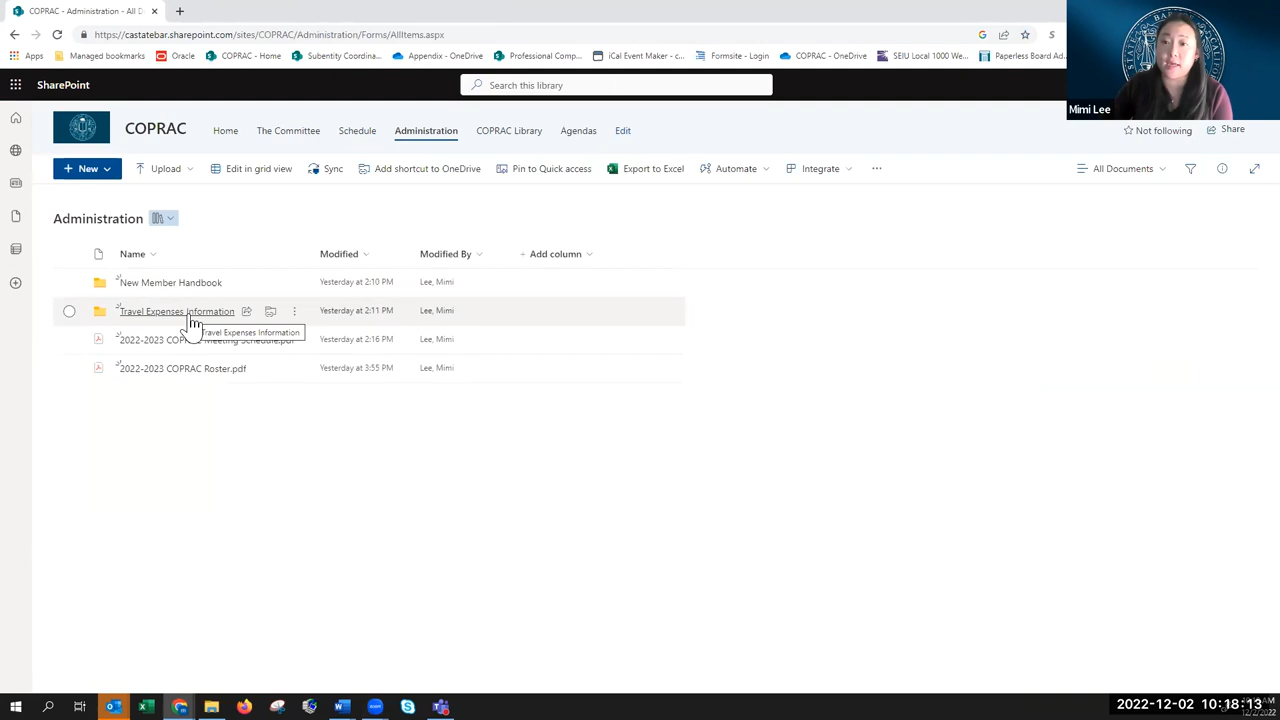 COPRAC - Administration - All D
https://castatebar.sharepoint.com/sites/COPRAC/Administration/Forms/AllItems.aspx
Apps
Managed bookmarks
Oracle
COPRAC - Home
Subentity Coordina...
Appendix - OneDrive
Professional Comp...
iCal Event Maker - c...
Formsite - Login
COPRAC - OneDrive
SEIU Local 1000 We...
Paperless Board Ad...
Mimi Lee
SharePoint
Search this library
COPRAC
Home
The Committee
Schedule
Administration
COPRAC Library
Agendas
Edit
Not following
Share
+ New
Upload
Edit in grid view
Sync
Add shortcut to OneDrive
Pin to Quick access
Export to Excel
Automate
Integrate
...
All Documents
Administration
Name
Modified
Modified By
+ Add column
New Member Handbook
Yesterday at 2:10 PM
Lee, Mimi
Travel Expenses Information
Yesterday at 2:11 PM
Lee, Mimi
Travel Expenses Information
2022-2023 Meeting Schedule.pdf
Yesterday at 2:16 PM
Lee, Mimi
2022-2023 COPRAC Roster.pdf
Yesterday at 3:55 PM
Lee, Mimi
2022-12-02 10:18:13